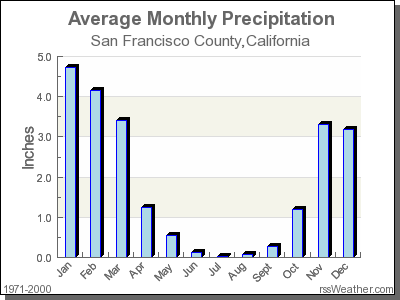 Average Monthly Precipitation
San Francisco County,California
5.0
4.0
3.0
2.0
1.0
0.0
Inches
Jan
Feb
Mar
Apr
May
Jun
Jul
Aug
Sept
Oct
Nov
Dec
1971-2000
rssWeather.com